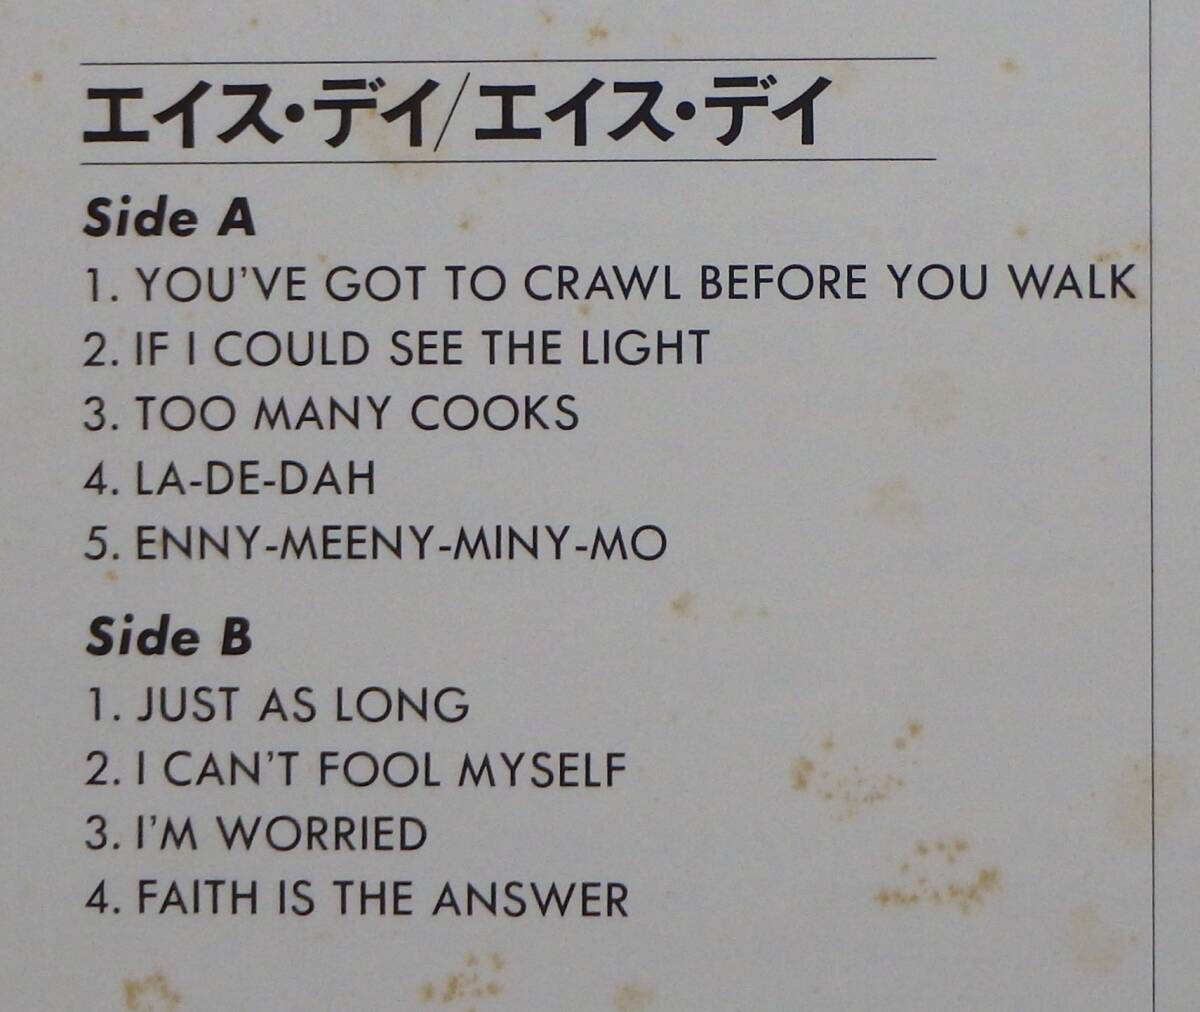 エイス・デイ/エイス・デイ
Side A
1. YOU'VE GOT TO CRAWL BEFORE YOU WALK
2. IF I COULD SEE THE LIGHT
3. TOO MANY COOKS
4. LA-DE-DAH
5. ENNY-MEENY-MINY-MO
Side B
1. JUST AS LONG
2. I CAN'T FOOL MYSELF
3. I'M WORRIED
4. FAITH IS THE ANSWER